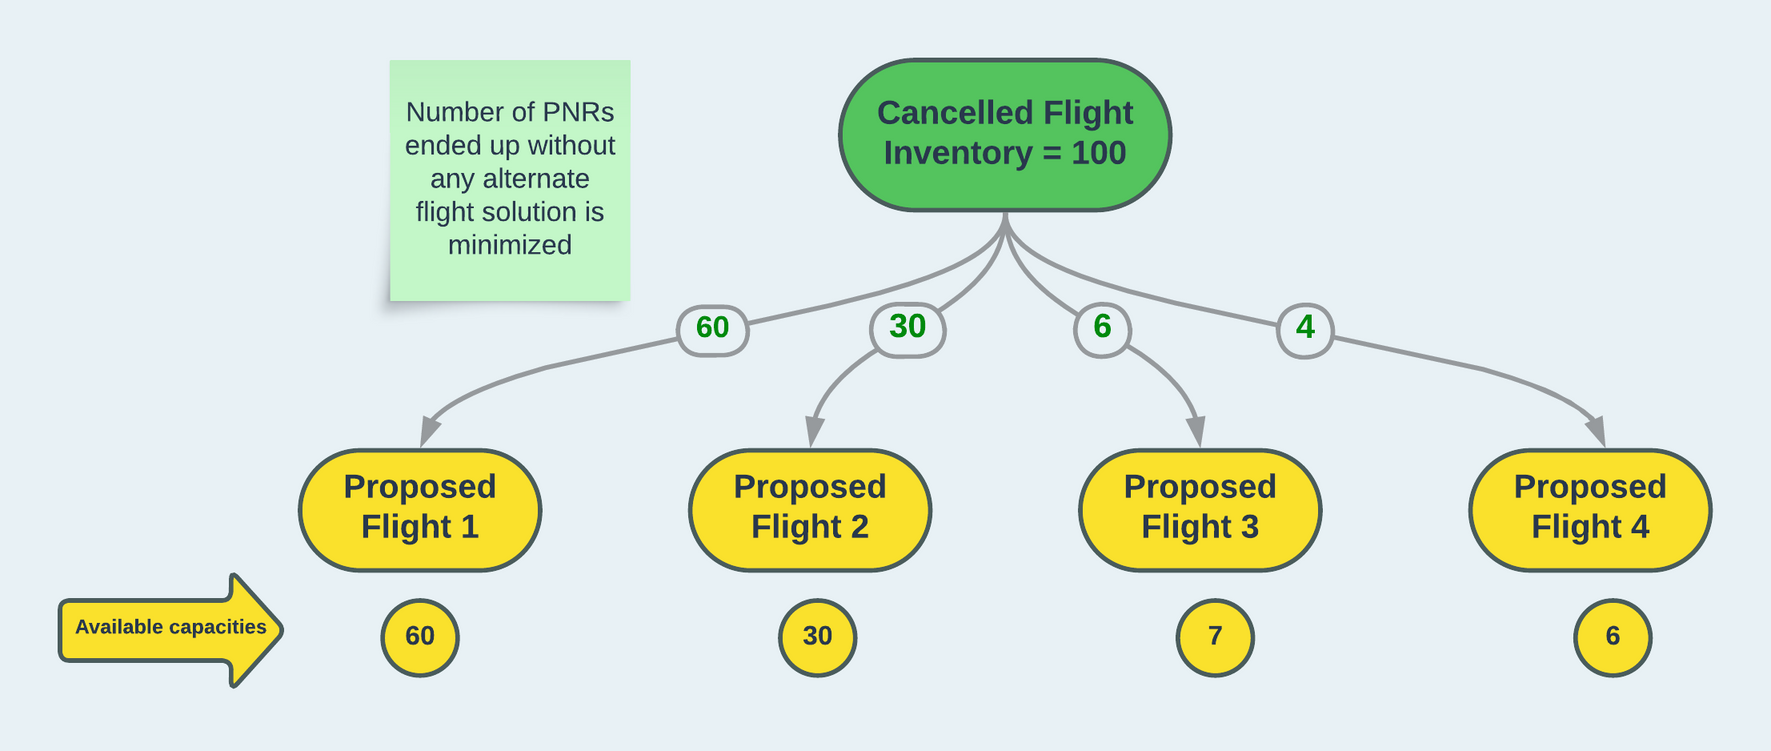 Number of PNRs
ended up without
any alternate
flight solution is
minimized
Cancelled Flight
Inventory = 100
60
30
6
4
Proposed
Flight 1
Proposed
Flight 2
Proposed
Flight 3
Proposed
Flight 4
Available capacities
60
30
7
6